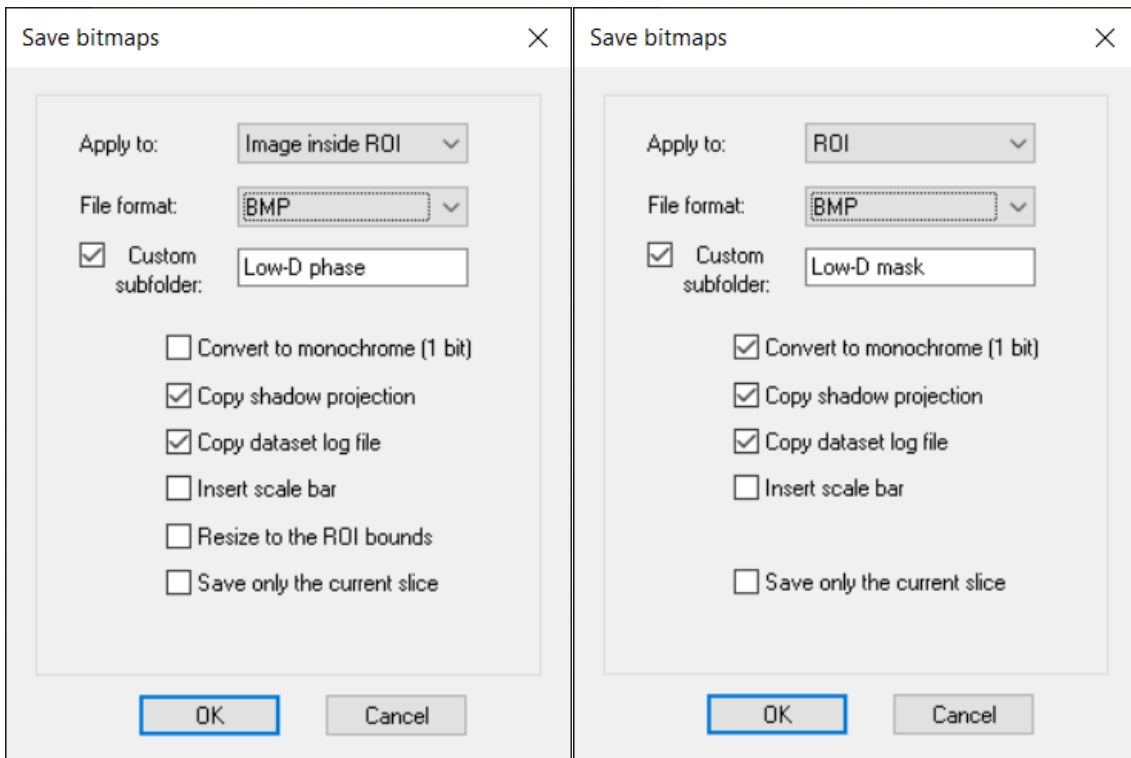 Save bitmaps
Apply to: Image inside ROI
File format: BMP
Custom
subfolder: Low-D phase
Convert to monochrome (1 bit)
Copy shadow projection
Copy dataset log file
Insert scale bar
Resize to the ROI bounds
Save only the current slice
OK Cancel
Save bitmaps
Apply to: ROI
File format: BMP
Custom
subfolder: Low-D mask
Convert to monochrome (1 bit)
Copy shadow projection
Copy dataset log file
Insert scale bar
Save only the current slice
OK Cancel